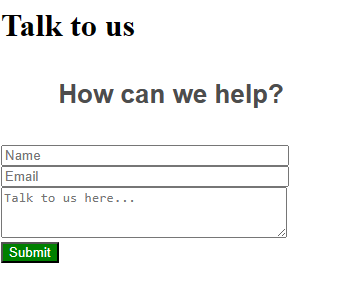 Talk to us
How can we help?
Name
Email
Talk to us here...
Submit